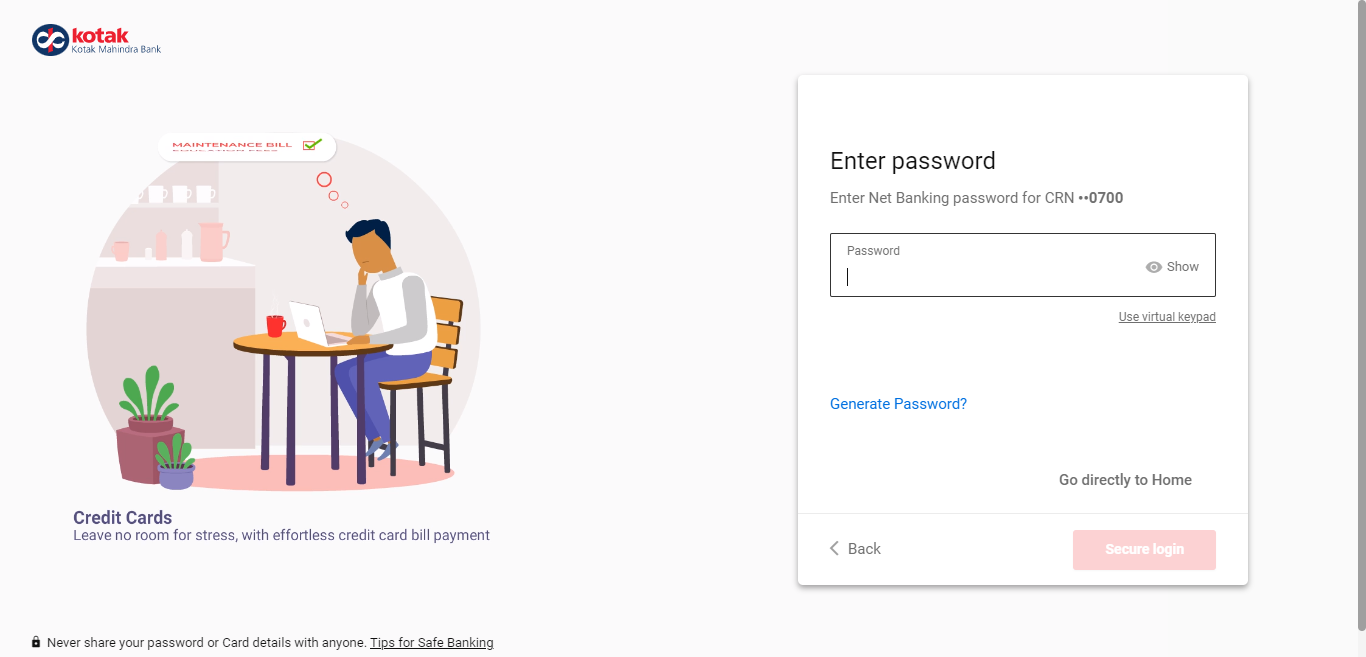 kotak
Kotak Mahindra Bank
MAINTENANCE BILL
Enter password
Enter Net Banking password for CRN ••0700
Password
Show
Use virtual keypad
Generate Password?
Go directly to Home
Back
Secure login
Credit Cards
Leave no room for stress, with effortless credit card bill payment
Never share your password or Card details with anyone. Tips for Safe Banking